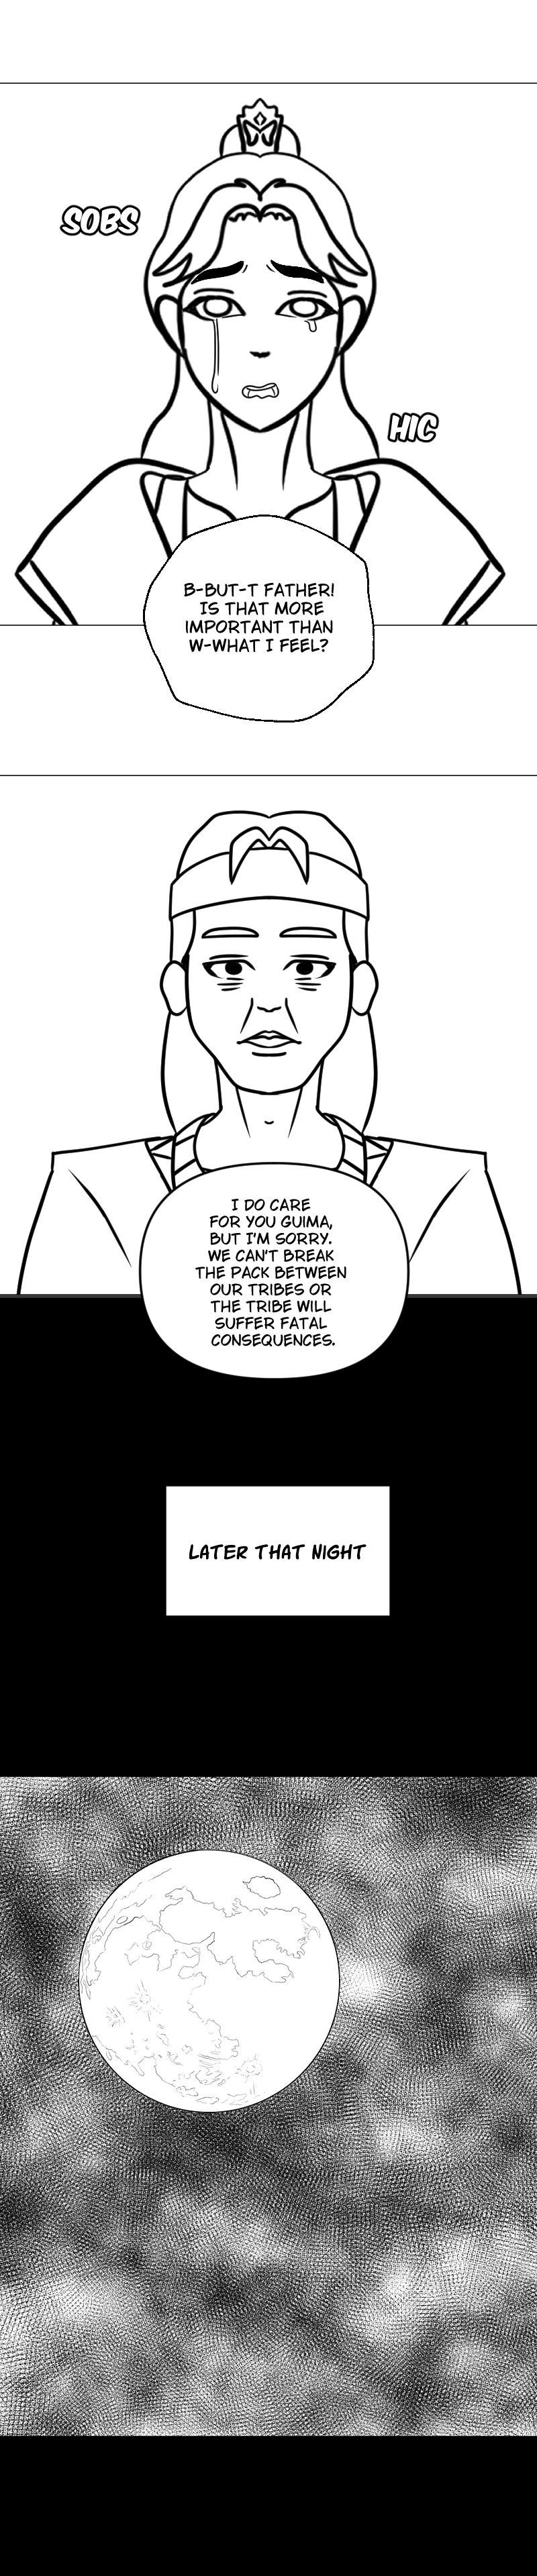 SOBS
HIC
B-BUT-T FATHER!
IS THAT MORE
IMPORTANT THAN
W-WHAT I FEEL?
I DO CARE
FOR YOU GUIMA,
BUT I'M SORRY.
WE CAN'T BREAK
THE PACK BETWEEN
OUR TRIBES OR
THE TRIBE WILL
SUFFER FATAL
CONSEQUENCES.
LATER THAT NIGHT